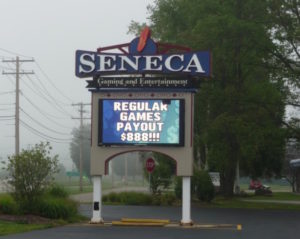 SENECA
Gaming and Entertainment
REGULAR
GAMES
PAYOUT
$888!!!